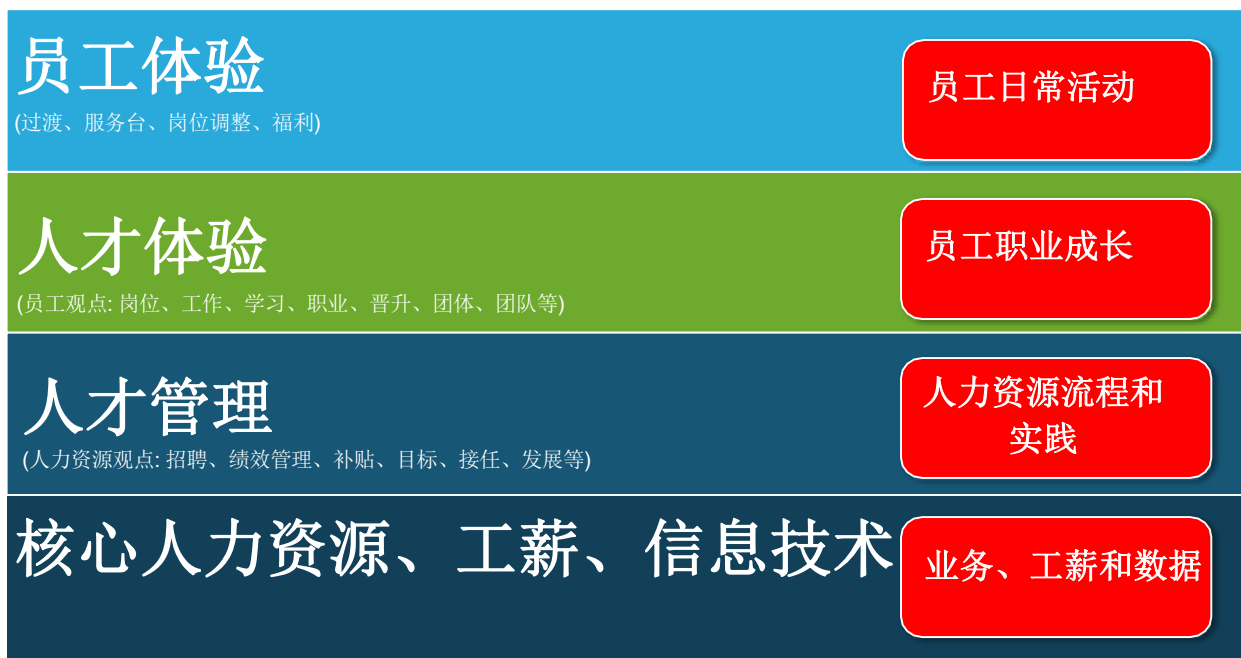 员工体验
(过渡、服务台、岗位调整、福利)
员工日常活动
人才体验
(员工观点: 岗位、工作、学习、职业、晋升、团体、团队等)
员工职业成长
人才管理
(人力资源观点: 招聘、绩效管理、补贴、目标、接任、发展等)
人力资源流程和
实践
核心人力资源、工薪、信息技术
业务、工薪和数据